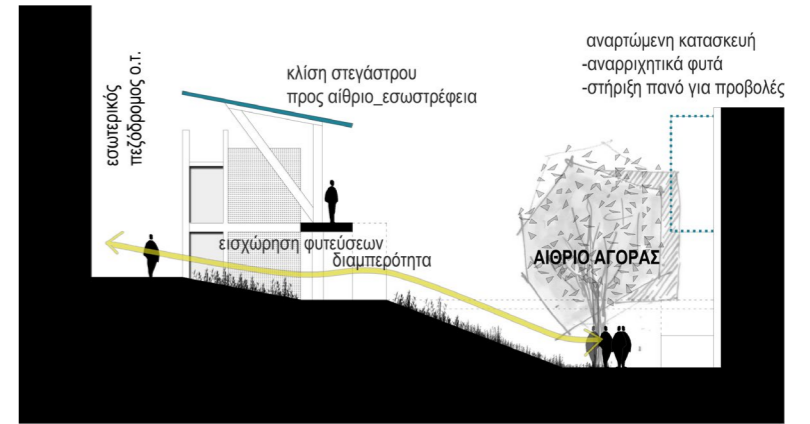 εσωτερικός
πεζόδρομος ο.τ.
κλίση στεγάστρου
προς αίθριο_εσωστρέφεια
αναρτώμενη κατασκευή
-αναρριχητικά φυτά
-στήριξη πανό για προβολές
εισχώρηση φυτεύσεων
διαμπερότητα
ΑΙΘΡΙΟ ΑΓΟΡΑΣ